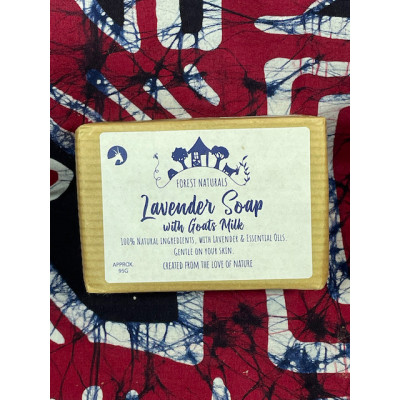 FOREST NATURALS
Lavender Soap
with Goats Milk
100% NATURAL INGREDIENTS, WITH LAVENDER & ESSENTIAL OILS.
GENTLE ON YOUR SKIN.
CREATED FROM THE LOVE OF NATURE
APPROX.
95G